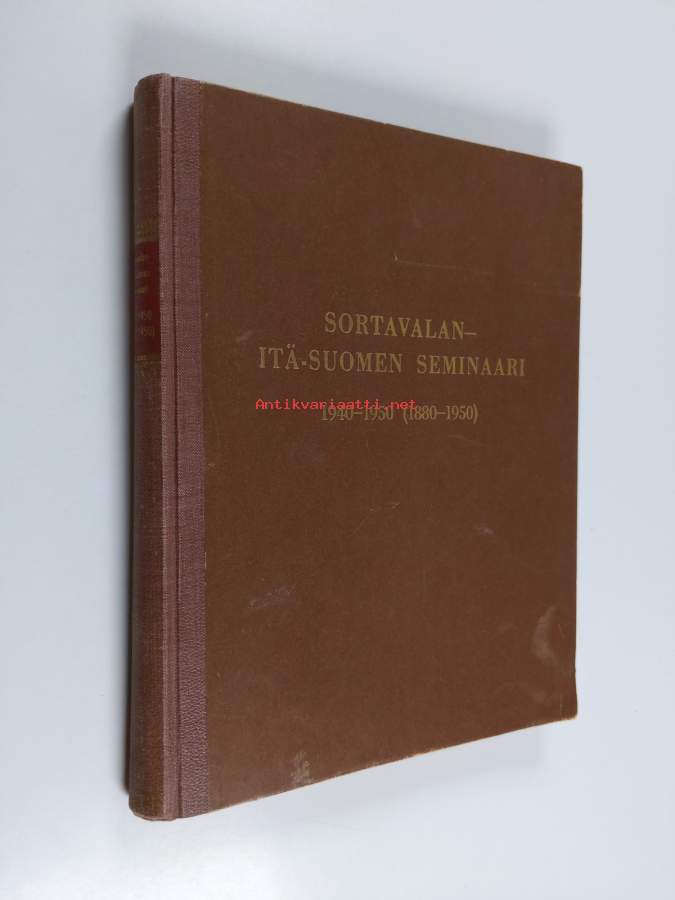 SORTAVALAN–
ITÄ-SUOMEN SEMINAARI
Antikvariaatti.net
1940–1950 (1880–1950)